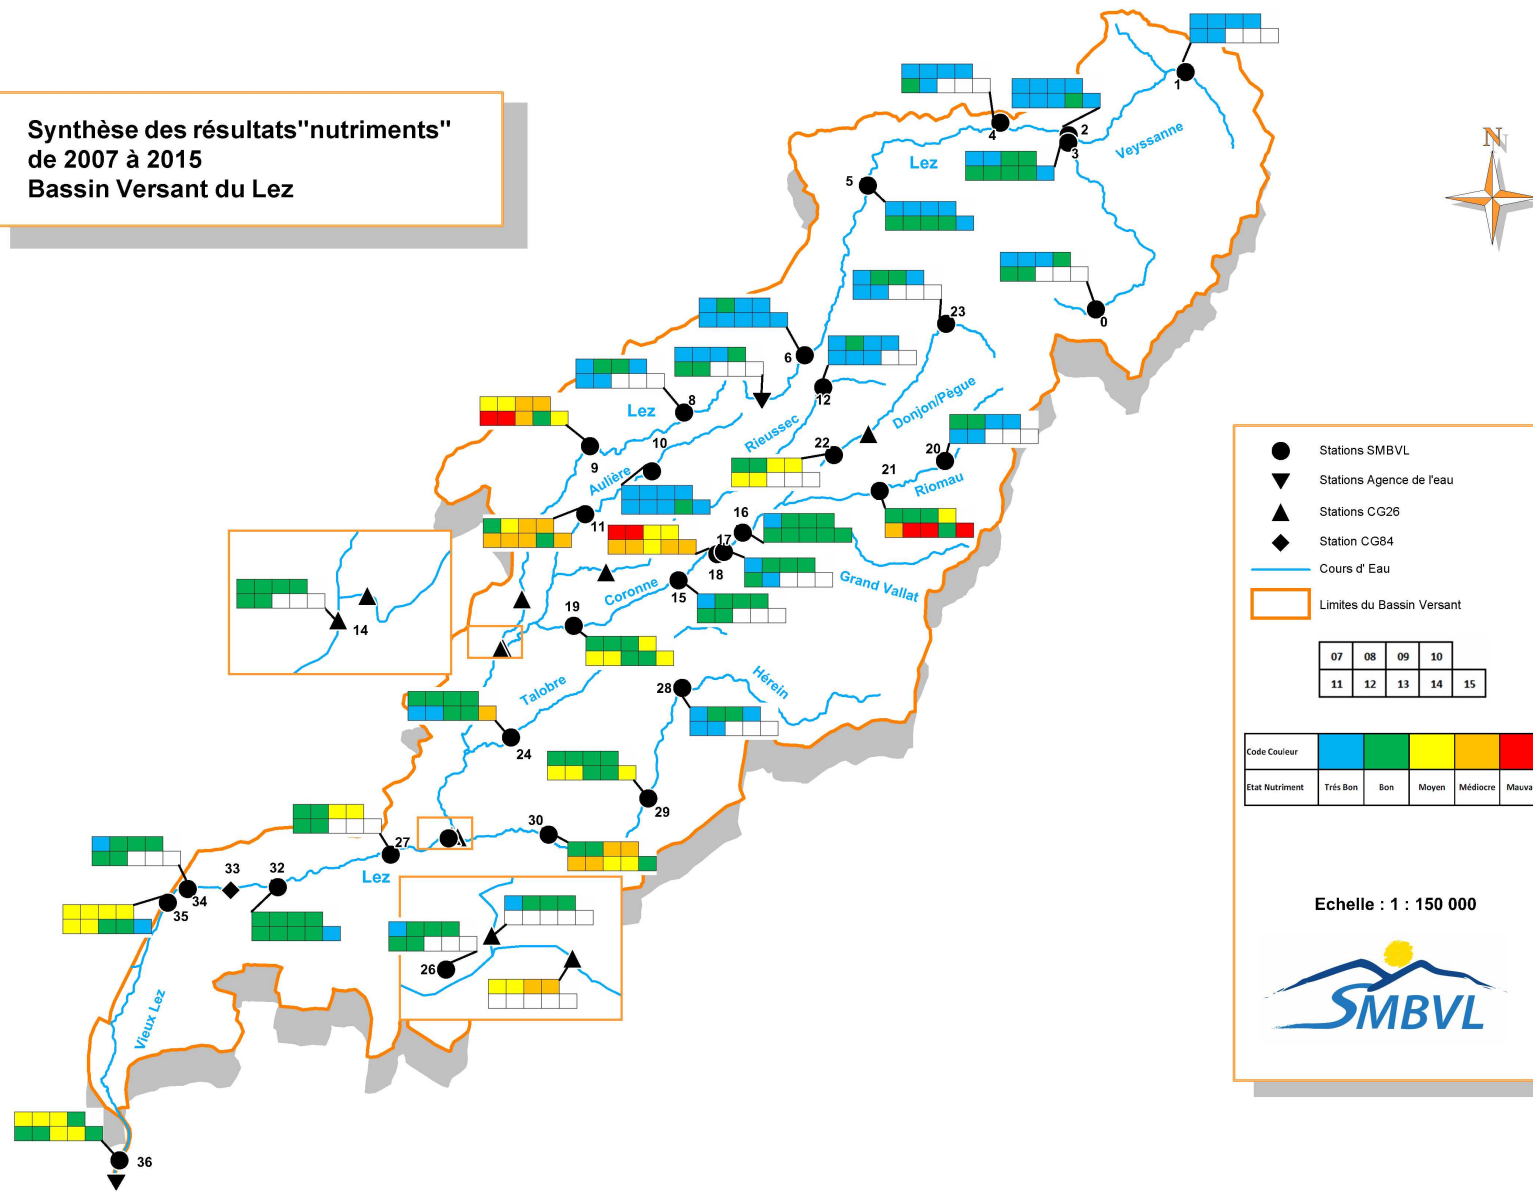 Synthèse des résultats"nutriments"
de 2007 à 2015
Bassin Versant du Lez
N
1
2
3
4
Veyssanne
Lez
5
0
23
6
12
8
Lez
9
10
Aulière
11
Rieussec
Donjon/Pègue
22
20
21
Riomau
16
17
18
15
Coronne
Grand Vallat
19
14
Talobre
28
Hérein
24
29
30
27
Lez
26
32
33
34
35
Vieux Lez
36
Stations SMBVL
Stations Agence de l'eau
Stations CG26
Station CG84
Cours d' Eau
Limites du Bassin Versant
07 08 09 10
11 12 13 14 15
Code Couleur
Etat Nutriment Trés Bon Bon Moyen Médiocre Mauva
Echelle : 1 : 150 000
SMBVL